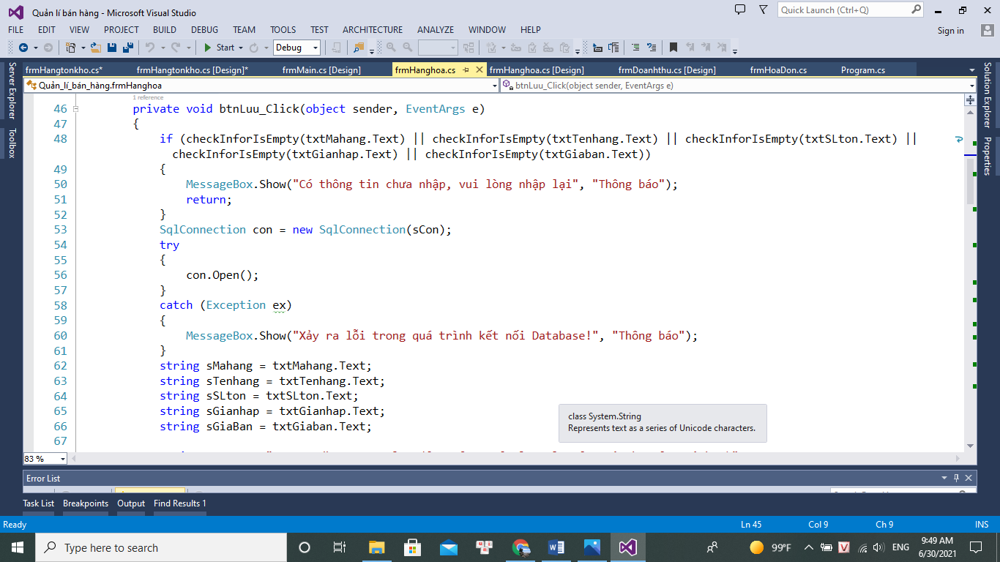 Quản lí bán hàng - Microsoft Visual Studio
Quick Launch (Ctrl+Q)
FILE EDIT VIEW PROJECT BUILD DEBUG TEAM TOOLS TEST ARCHITECTURE ANALYZE WINDOW HELP
Sign in
Start Debug
frmHangtonkho.cs* frmHangtonkho.cs [Design]* frmMain.cs [Design] frmHanghoa.cs frmHanghoa.cs [Design] frmDoanhthu.cs [Design] frmHoaDon.cs Program.cs
Server Explorer
Toolbox
Solution Explorer
Properties
Quản_lí_bán_hàng.frmHanghoa btnLuu_Click(object sender, EventArgs e)
1 reference
46 private void btnLuu_Click(object sender, EventArgs e)
47 {
48 if (checkInforIsEmpty(txtMahang.Text) || checkInforIsEmpty(txtTenhang.Text) || checkInforIsEmpty(txtSLton.Text) ||
checkInforIsEmpty(txtGianhap.Text) || checkInforIsEmpty(txtGiaban.Text))
49 {
50 MessageBox.Show("Có thông tin chưa nhập, vui lòng nhập lại", "Thông báo");
51 return;
52 }
53 SqlConnection con = new SqlConnection(sCon);
54 try
55 {
56 con.Open();
57 }
58 catch (Exception ex)
59 {
60 MessageBox.Show("Xảy ra lỗi trong quá trình kết nối Database!", "Thông báo");
61 }
62 string sMahang = txtMahang.Text;
63 string sTenhang = txtTenhang.Text;
64 string sSLton = txtSLton.Text;
65 string sGianhap = txtGianhap.Text;
66 string sGiaBan = txtGiaban.Text;
67
class System.String
Represents text as a series of Unicode characters.
83 %
Error List
Task List Breakpoints Output Find Results 1
Ready Ln 45 Col 9 Ch 9 INS
Type here to search
99°F
ENG
9:49 AM
6/30/2021